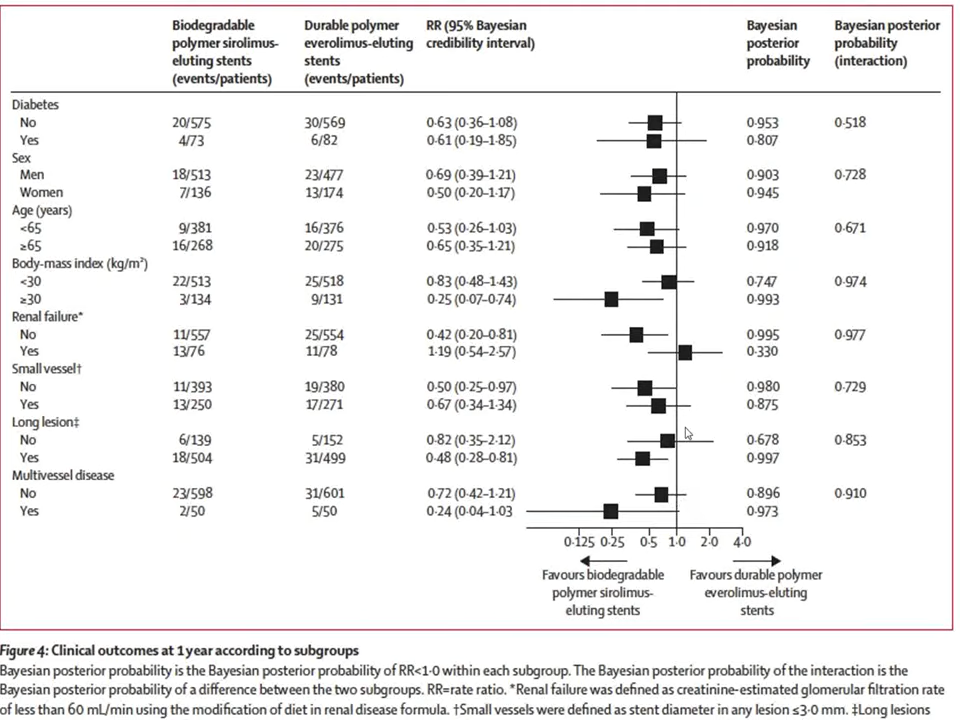 Biodegradable polymer sirolimus-eluting stents (events/patients) Durable polymer everolimus-eluting stents (events/patients) RR (95% Bayesian credibility interval) Bayesian posterior probability Bayesian posterior probability (interaction)
Diabetes
No 20/575 30/569 0·63 (0·36–1·08) 0·953 0·518
Yes 4/73 6/82 0·61 (0·19–1·85) 0·807
Sex
Men 18/513 23/477 0·69 (0·39–1·21) 0·903 0·728
Women 7/136 13/174 0·50 (0·20–1·17) 0·945
Age (years)
<65 9/381 16/376 0·53 (0·26–1·03) 0·970 0·671
≥65 16/268 20/275 0·65 (0·35–1·21) 0·918
Body-mass index (kg/m²)
<30 22/513 25/518 0·83 (0·48–1·43) 0·747 0·974
≥30 3/134 9/131 0·25 (0·07–0·74) 0·993
Renal failure*
No 11/557 25/554 0·42 (0·20–0·81) 0·995 0·977
Yes 13/76 11/78 1·19 (0·54–2·57) 0·330
Small vessel†
No 11/393 19/380 0·50 (0·25–0·97) 0·980 0·729
Yes 13/250 17/271 0·67 (0·34–1·34) 0·875
Long lesion‡
No 6/139 5/152 0·82 (0·35–2·12) 0·678 0·853
Yes 18/504 31/499 0·48 (0·28–0·81) 0·997
Multivessel disease
No 23/598 31/601 0·72 (0·42–1·21) 0·896 0·910
Yes 2/50 5/50 0·24 (0·04–1·03 0·973
0·125 0·25 0·5 1·0 2·0 4·0
Favours biodegradable polymer sirolimus-eluting stents Favours durable polymer everolimus-eluting stents
Figure 4: Clinical outcomes at 1 year according to subgroups
Bayesian posterior probability is the Bayesian posterior probability of RR<1·0 within each subgroup. The Bayesian posterior probability of the interaction is the
Bayesian posterior probability of a difference between the two subgroups. RR=rate ratio. *Renal failure was defined as creatinine-estimated glomerular filtration rate
of less than 60 mL/min using the modification of diet in renal disease formula. †Small vessels were defined as stent diameter in any lesion ≤3·0 mm. ‡Long lesions